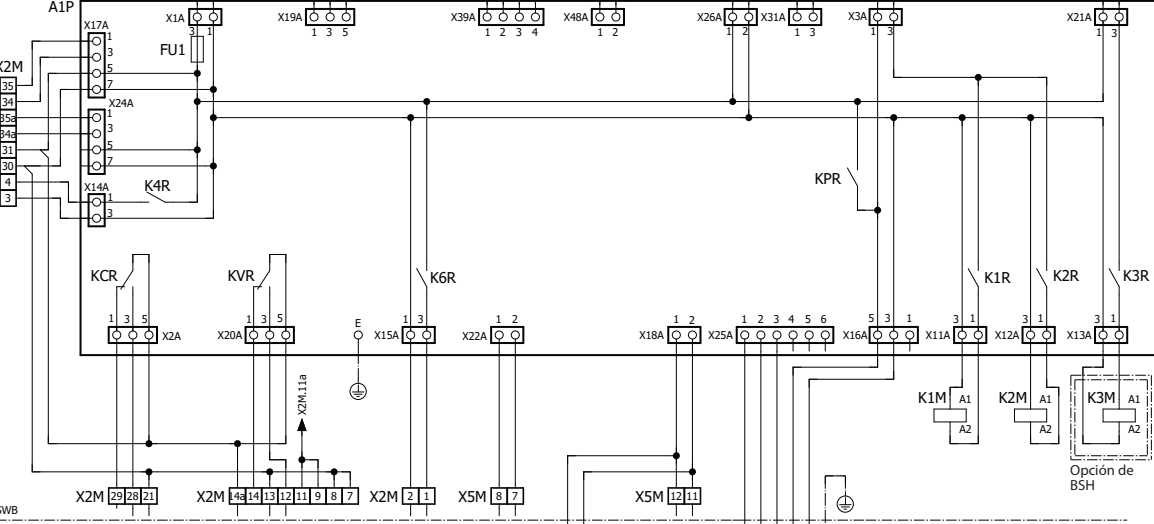 A1P
X17A
1
3
5
7
X1A
3 1
FU1
X19A
1 3 5
X39A
1 2 3 4
X48A
1 2
X26A
1 2
X31A
1 3
X3A
1 3
X21A
1 3
X2M
35
34
35a
34a
31
30
4
3
X24A
1
3
5
7
X14A
1
3
K4R
KPR
KCR
KVR
K6R
K1R
K2R
K3R
1 3 5
X2A
1 3 5
X20A
E
1 3
X15A
1 2
X22A
1 2
X18A
1 2 3 4 5 6
X25A
5 3 1
X16A
3 1
X11A
3 1
X12A
3 1
X13A
X2M.11a
K1M
A1
A2
K2M
A1
A2
K3M
A1
A2
Opción de
BSH
X2M 29 28 21
X2M 14a 14 13 12 11 9 8 7
X2M 2 1
X5M 8 7
X5M 12 11
SWB